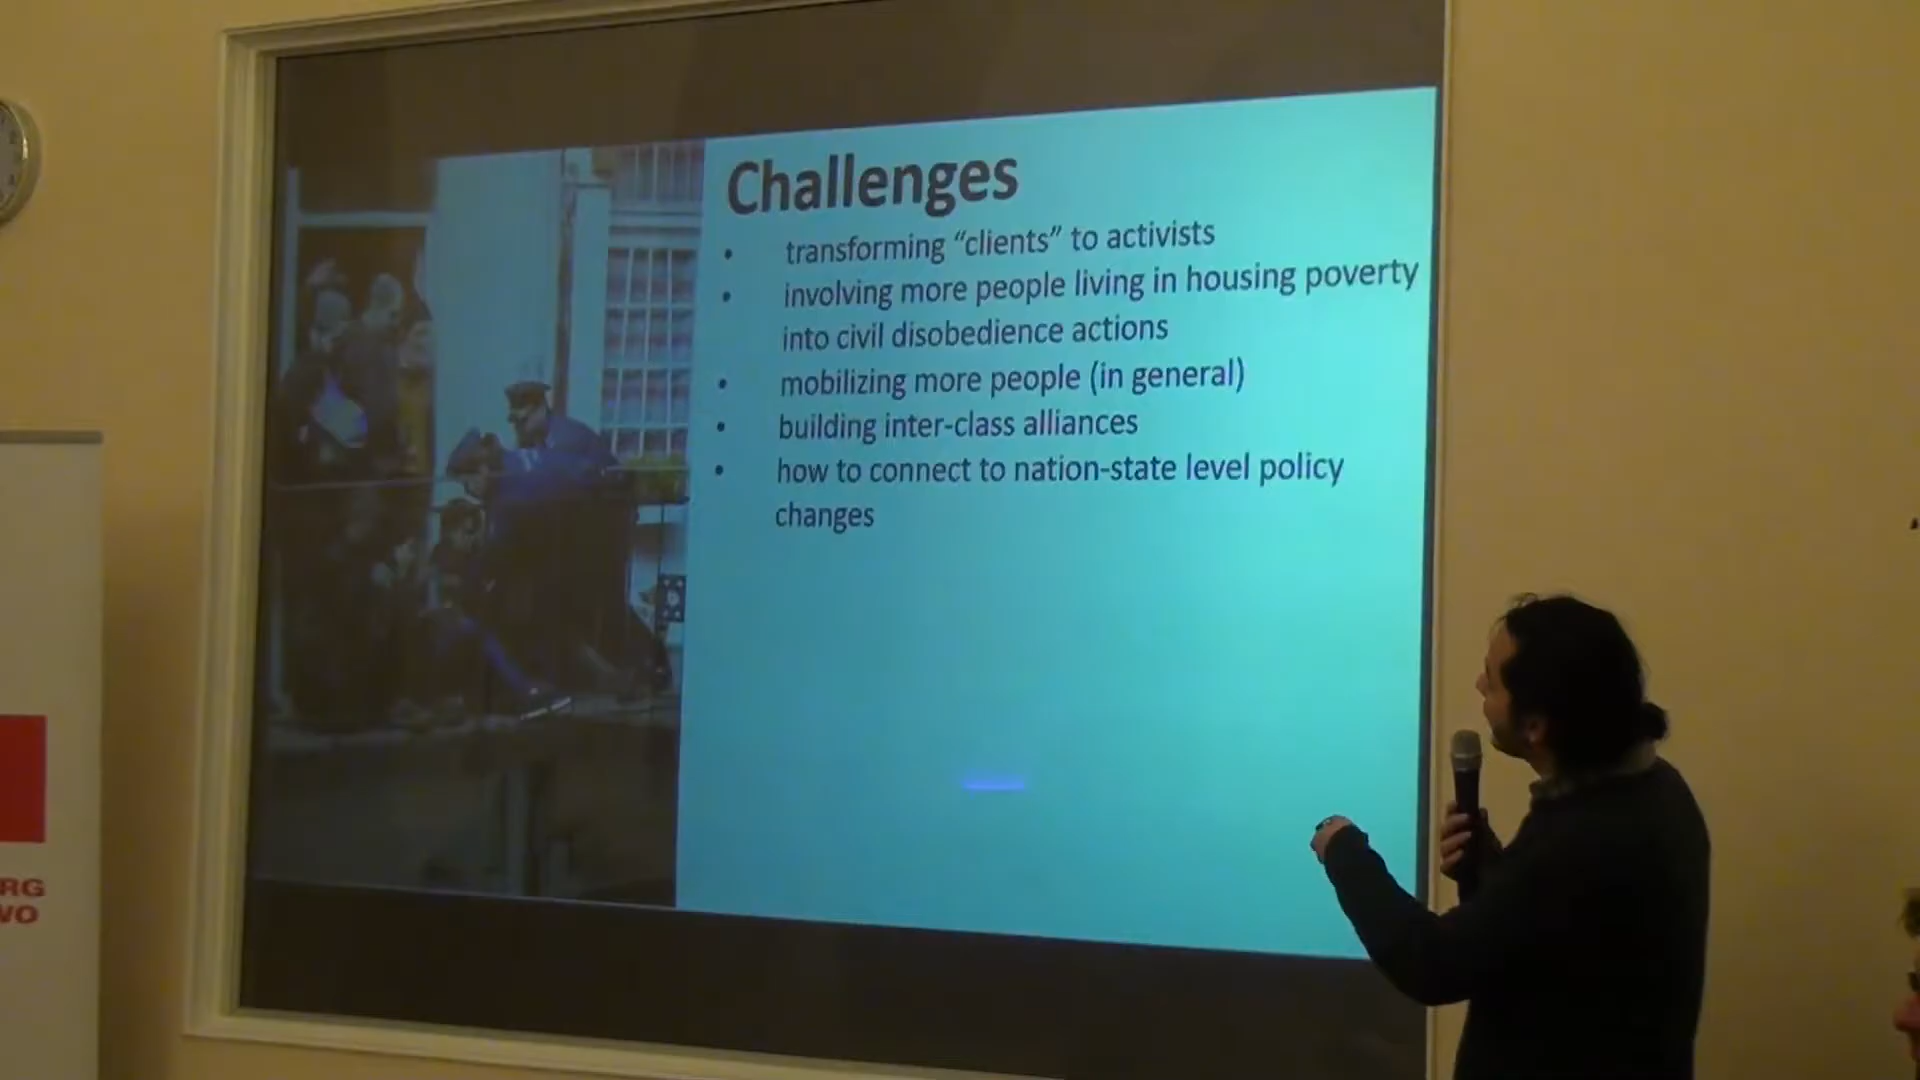 Challenges
• transforming “clients” to activists
• involving more people living in housing poverty
into civil disobedience actions
• mobilizing more people (in general)
• building inter-class alliances
• how to connect to nation-state level policy
changes
RG